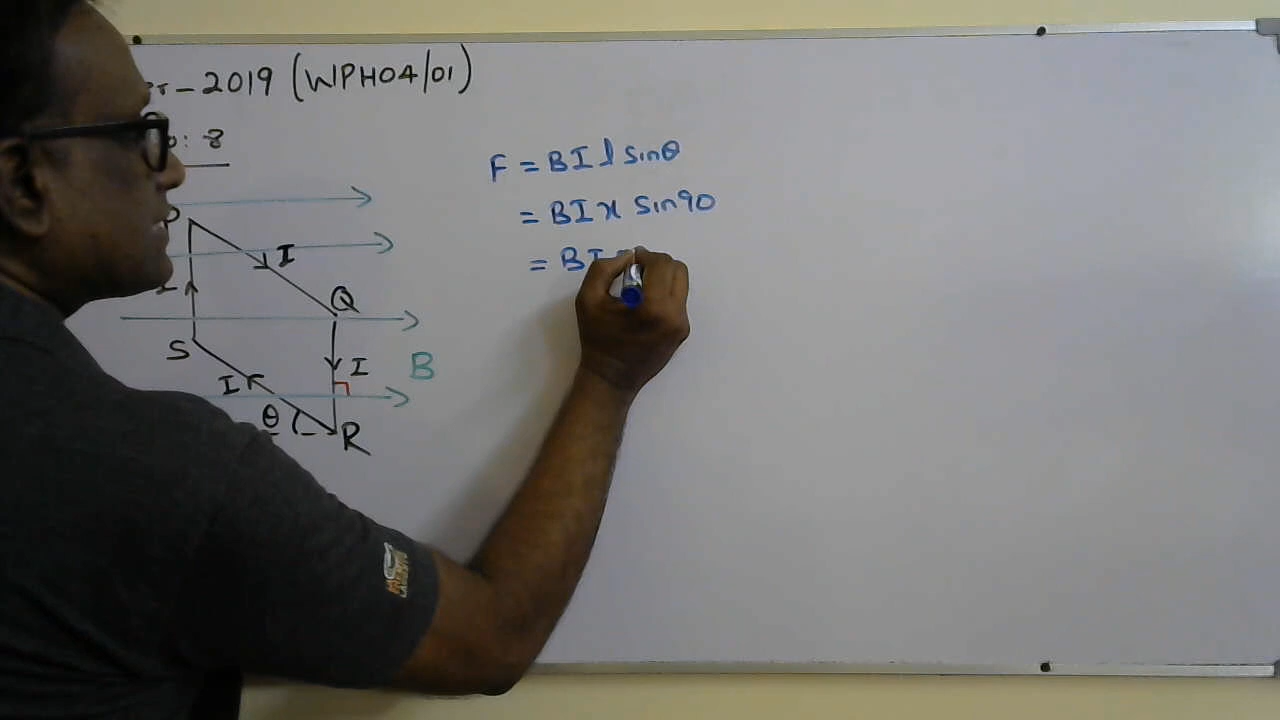 2019 (WPH04/01)
: 8
F = BIl sinθ
= BIx sin90
= BI
P
I
Q
S
I
B
I
θ
R